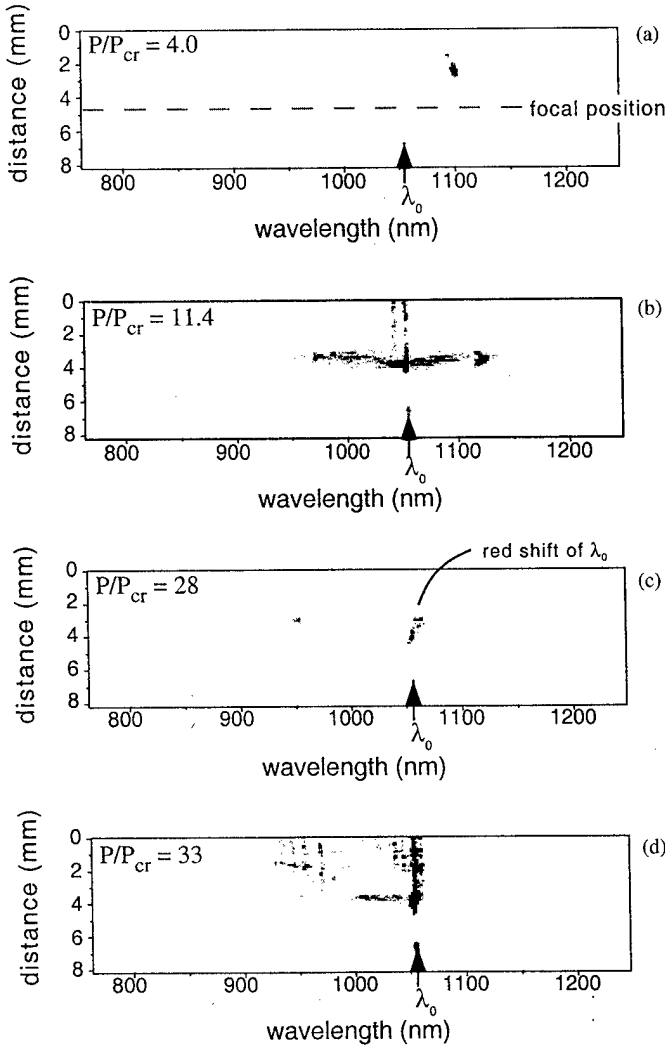 (a)
P/Pcr = 4.0
0
2
4
6
8
distance (mm)
focal position
800 900 1000 1100 1200
λ0
wavelength (nm)
(b)
P/Pcr = 11.4
0
2
4
6
8
distance (mm)
800 900 1000 1100 1200
λ0
wavelength (nm)
red shift of λ0
(c)
P/Pcr = 28
0
2
4
6
8
distance (mm)
800 900 1000 1100 1200
λ0
wavelength (nm)
(d)
P/Pcr = 33
0
2
4
6
8
distance (mm)
800 900 1000 1100 1200
λ0
wavelength (nm)